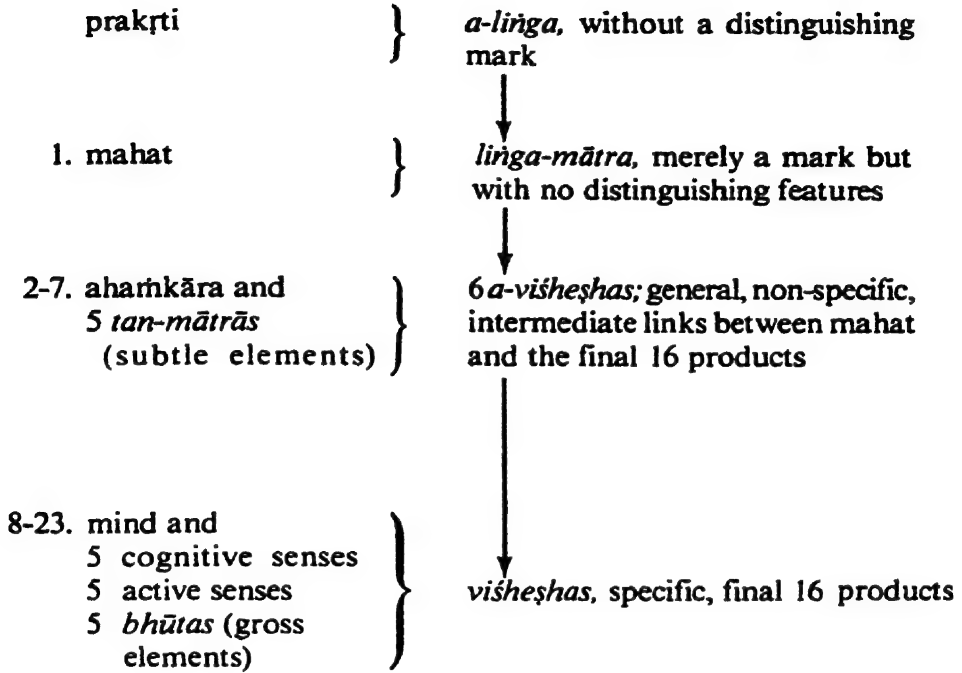 prakṛti } a-liṅga, without a distinguishing
mark
1. mahat } liṅga-mātra, merely a mark but
with no distinguishing features
2-7. ahaṁkāra and
5 tan-mātrās
(subtle elements) } 6 a-viśheṣhas; general, non-specific,
intermediate links between mahat
and the final 16 products
8-23. mind and
5 cognitive senses
5 active senses
5 bhūtas (gross
elements) } viśheṣhas, specific, final 16 products